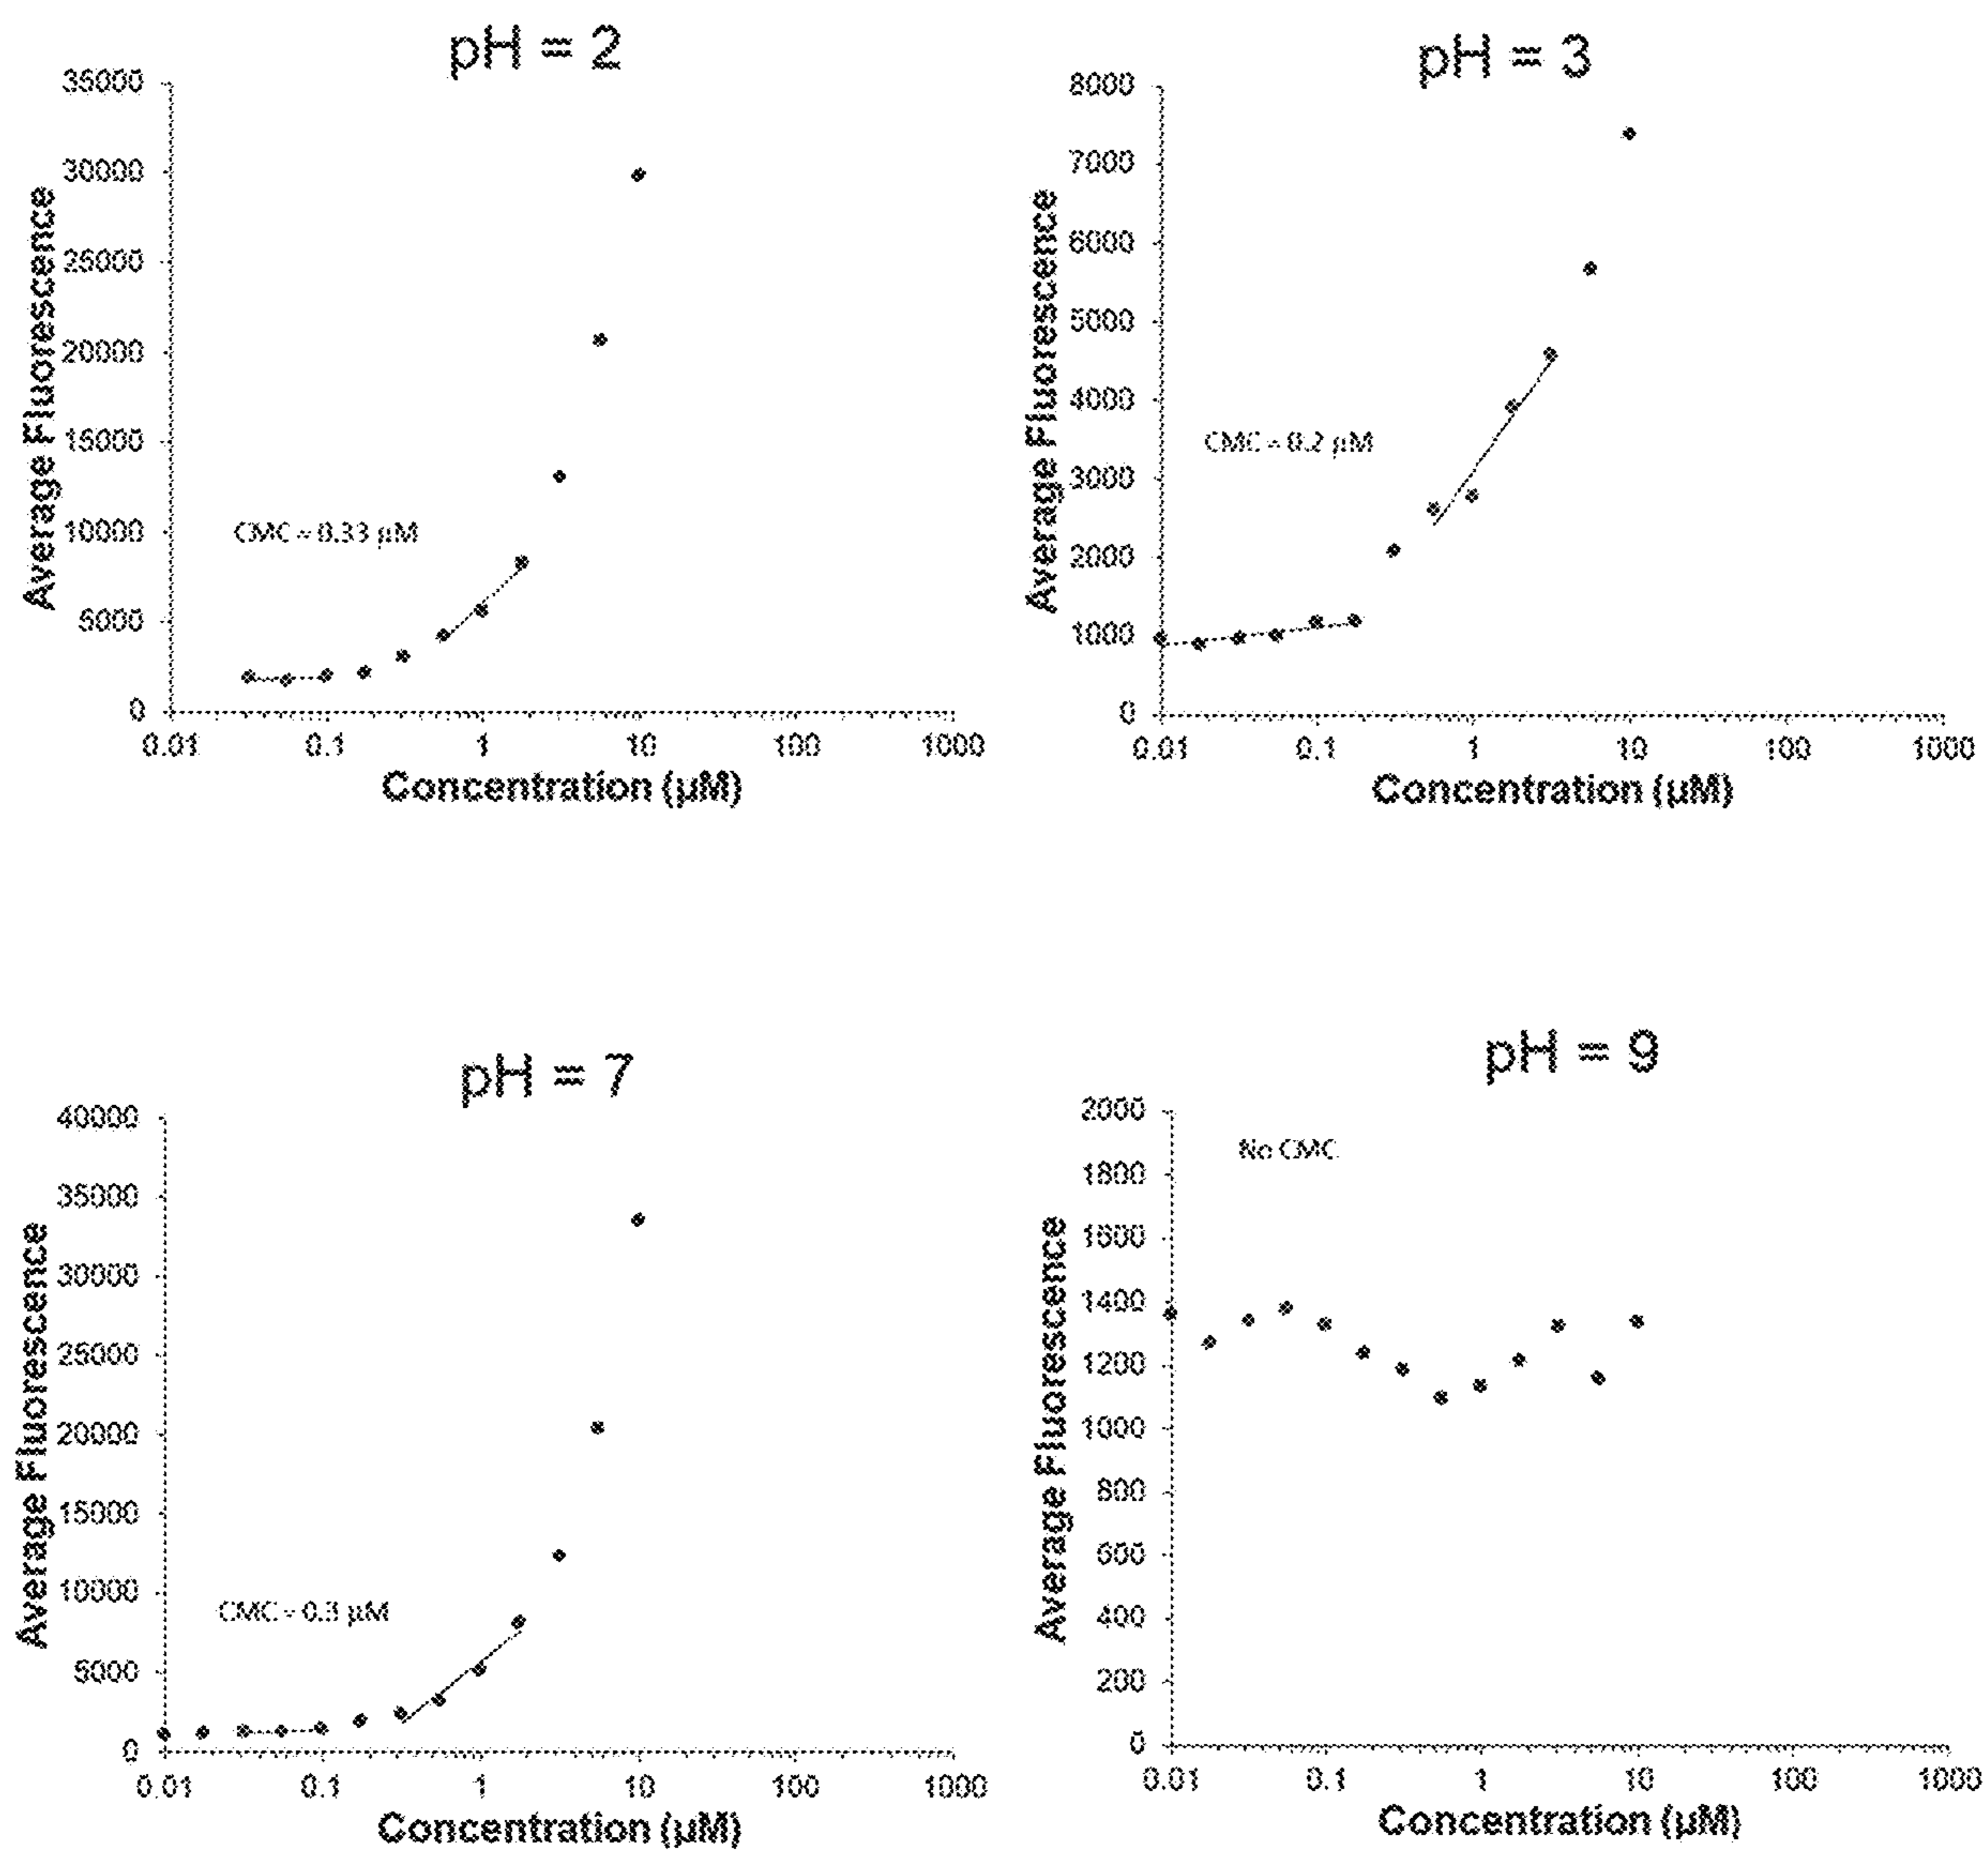 pH = 2
35000
30000
25000
20000
15000
10000
5000
0
Average Fluorescence
CMC = 0.33 µM
0.01 0.1 1 10 100 1000
Concentration (µM)
pH = 3
8000
7000
6000
5000
4000
3000
2000
1000
0
Average Fluorescence
CMC = 0.2 µM
0.01 0.1 1 10 100 1000
Concentration (µM)
pH = 7
40000
35000
30000
25000
20000
15000
10000
5000
0
Average Fluorescence
CMC = 0.3 µM
0.01 0.1 1 10 100 1000
Concentration (µM)
pH = 9
2000
1800
1600
1400
1200
1000
800
600
400
200
0
Average Fluorescence
No CMC
0.01 0.1 1 10 100 1000
Concentration (µM)